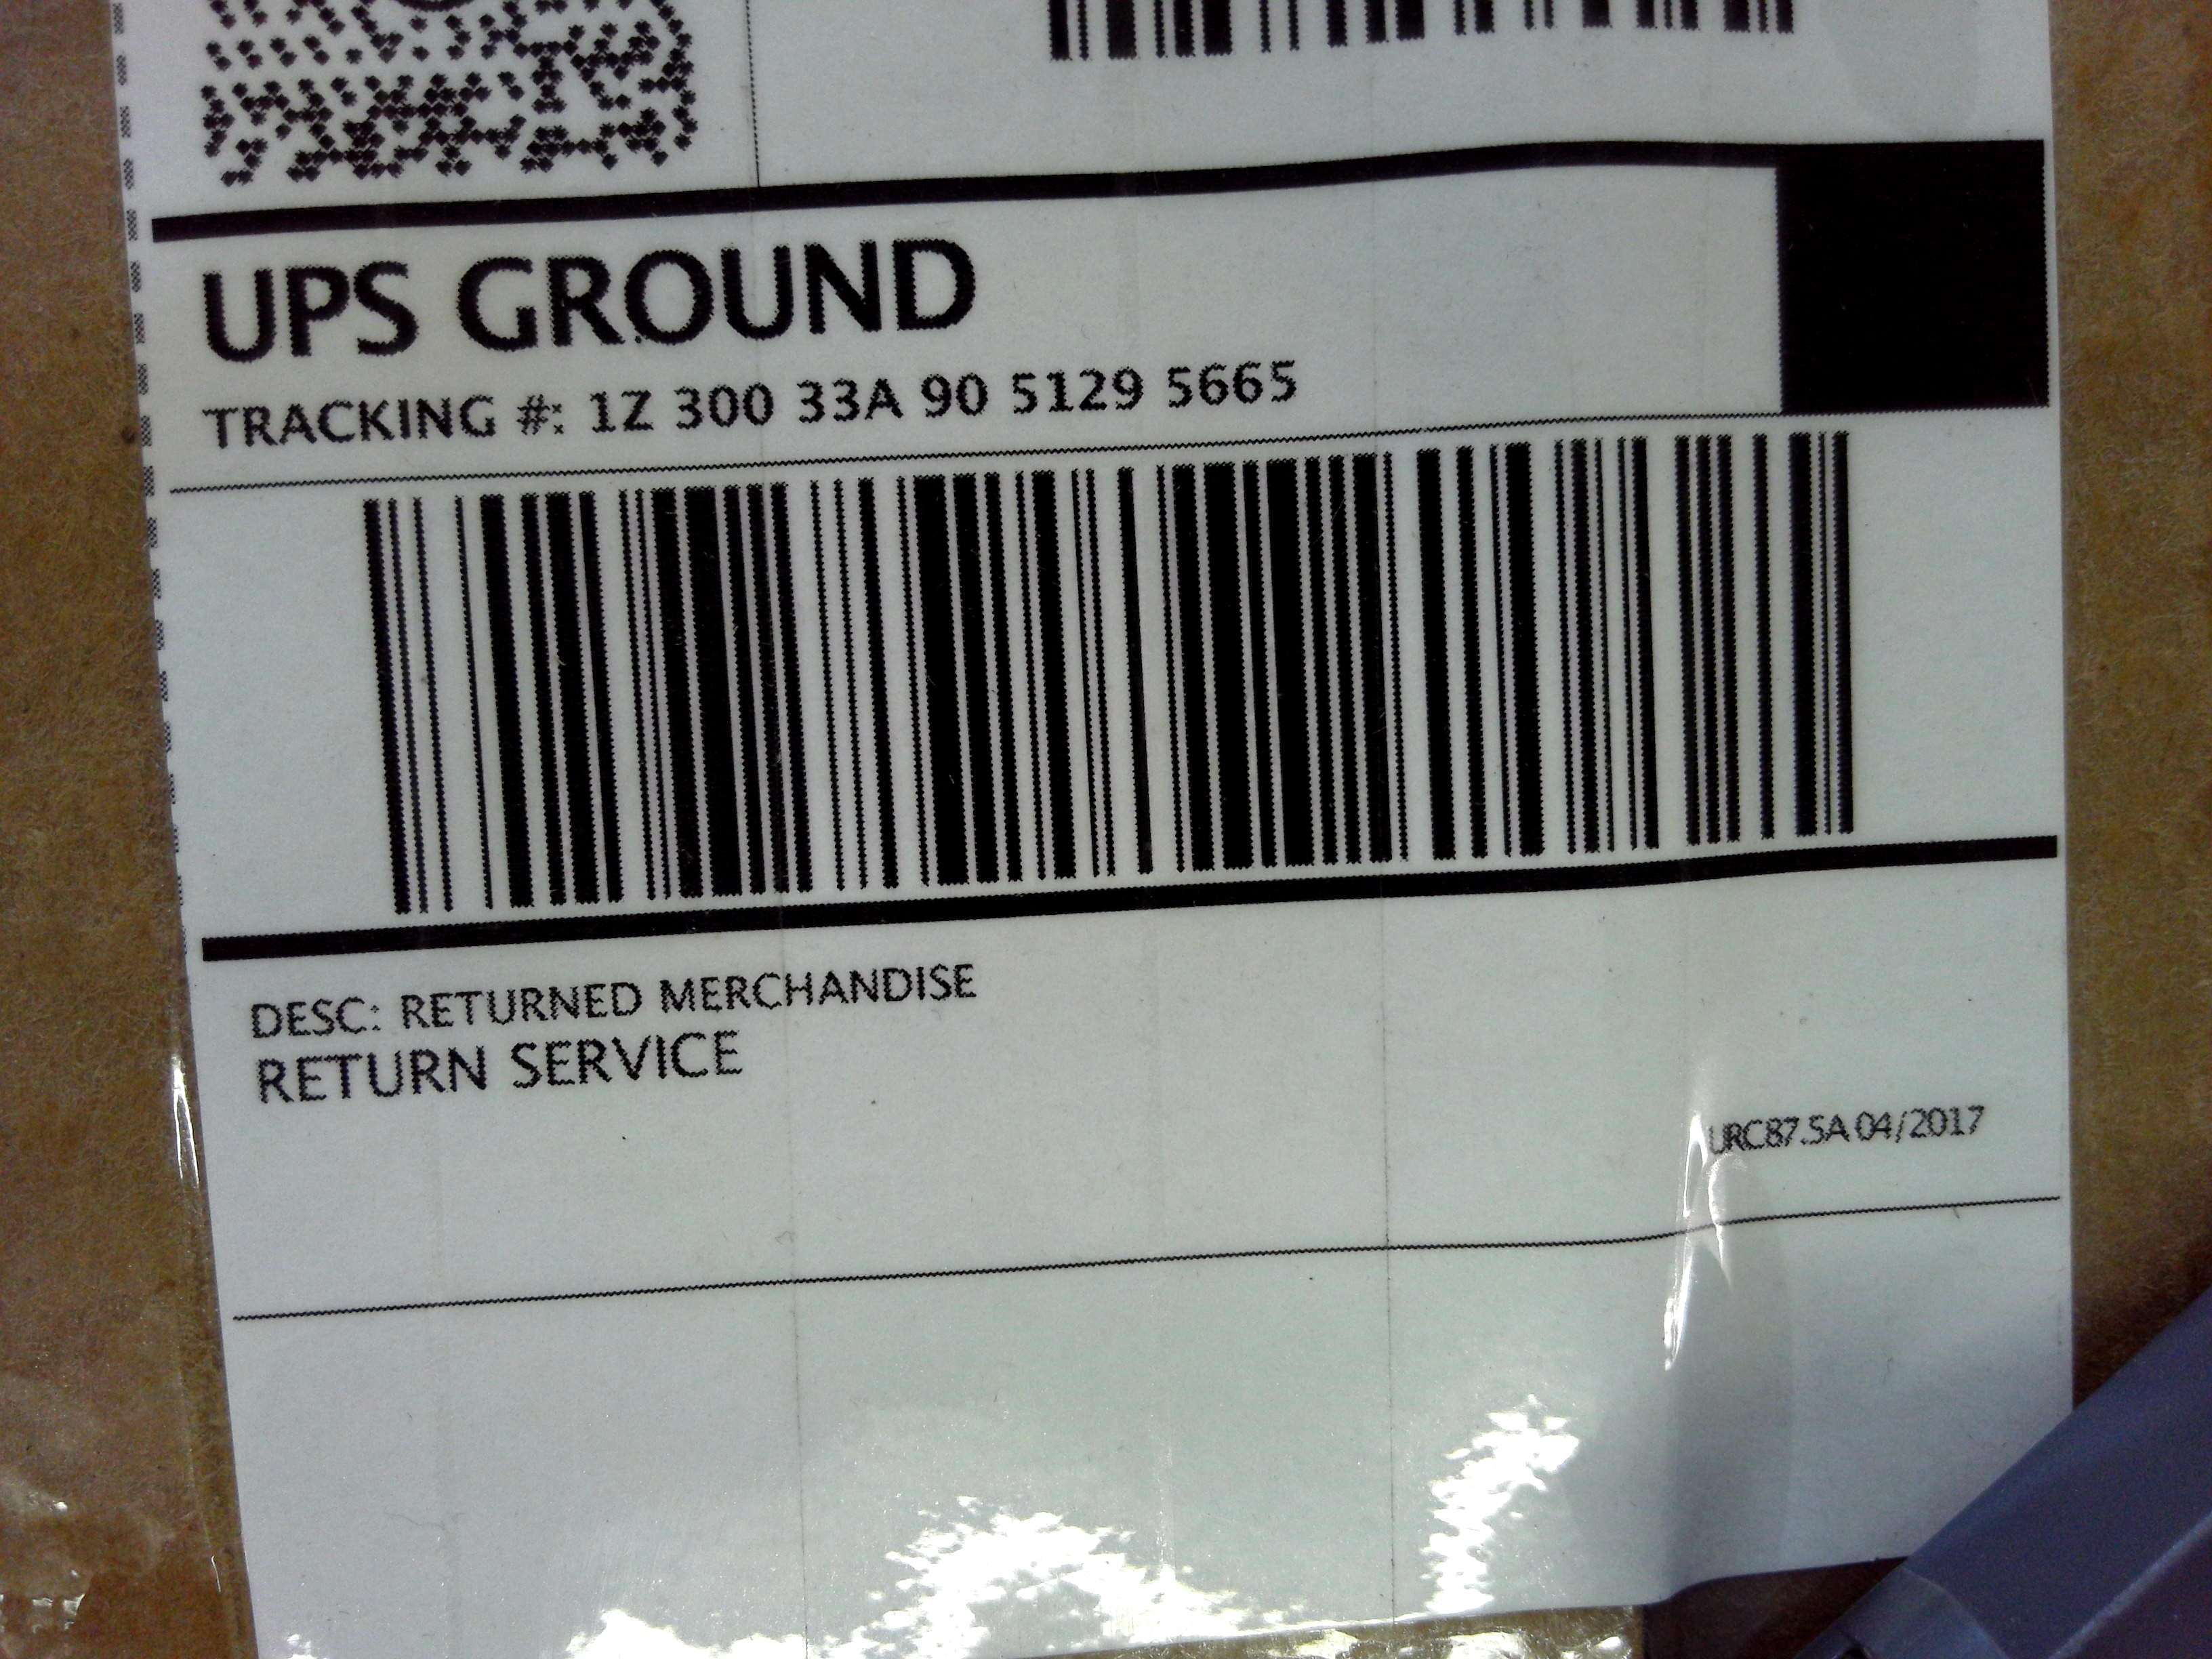 UPS GROUND
TRACKING #: 1Z 300 33A 90 5129 5665
DESC: RETURNED MERCHANDISE
RETURN SERVICE
URC87.5A 04/2017